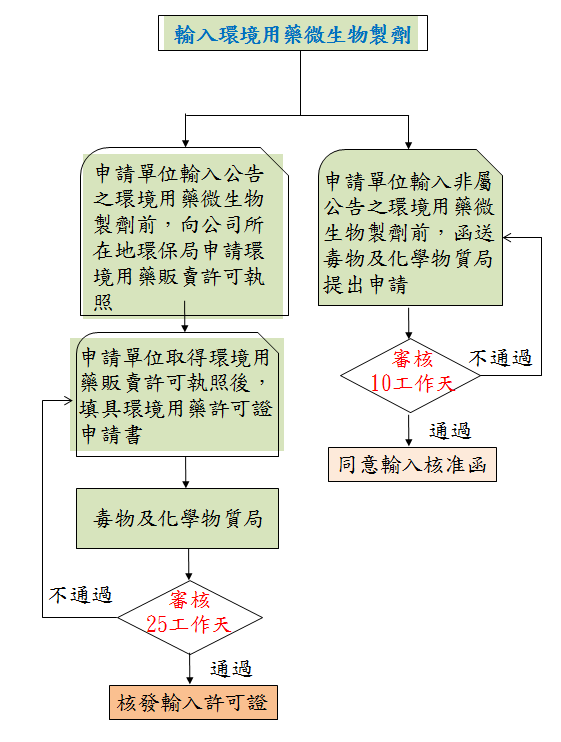 輸入環境用藥微生物製劑
申請單位輸入公告
之環境用藥微生物
製劑前，向公司所
在地環保局申請環
境用藥販賣許可執
照
申請單位取得環境用
藥販賣許可執照後，
填具環境用藥許可證
申請書
毒物及化學物質局
不通過
審核
25工作天
通過
核發輸入許可證
申請單位輸入非屬
公告之環境用藥微
生物製劑前，函送
毒物及化學物質局
提出申請
不通過
審核
10工作天
通過
同意輸入核准函